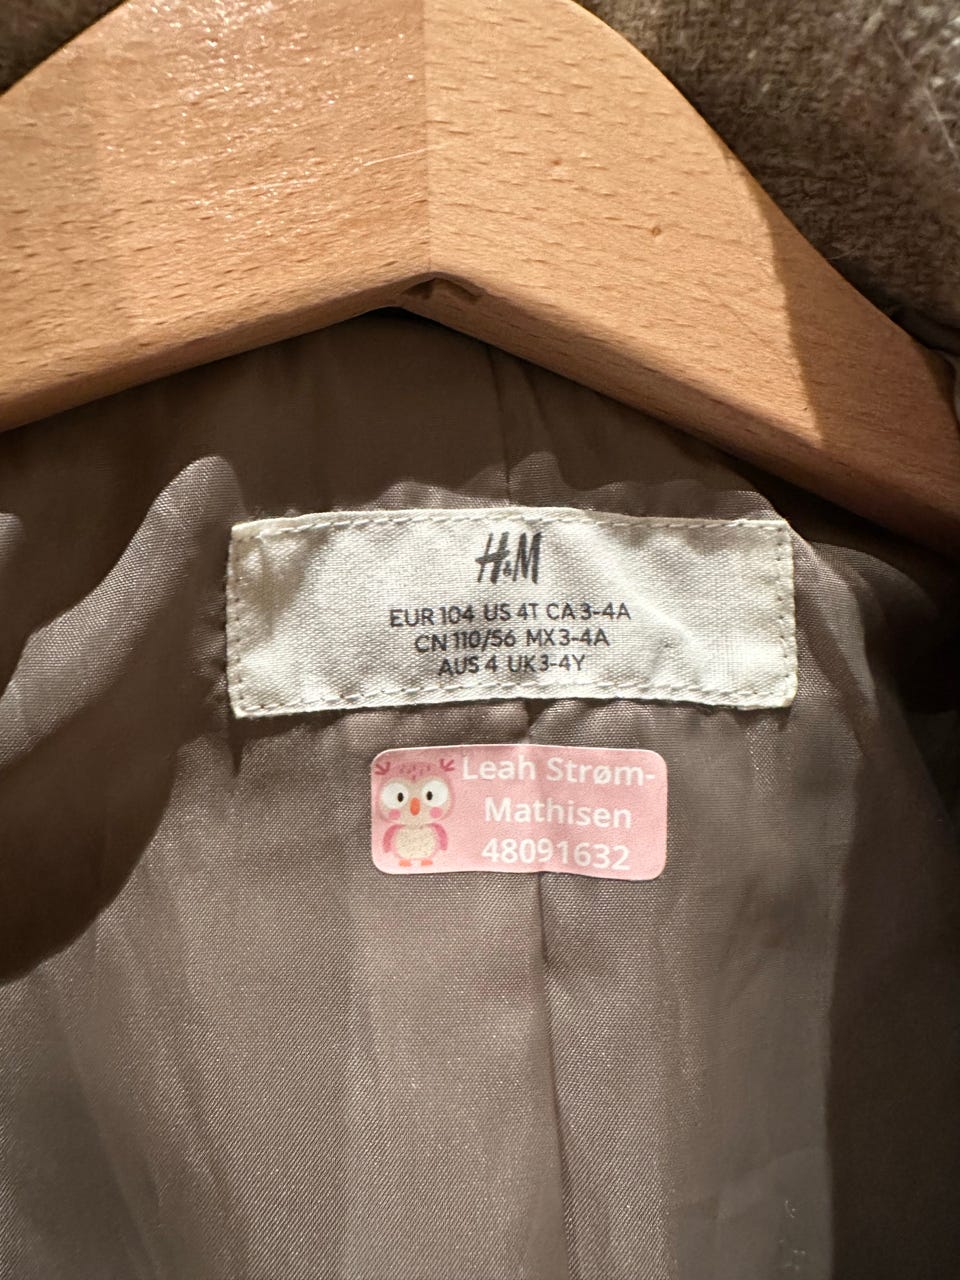 H&M
EUR 104 US 4T CA 3-4A
CN 110/56 MX 3-4A
AUS 4 UK 3-4Y
Leah Strøm-
Mathisen
48091632